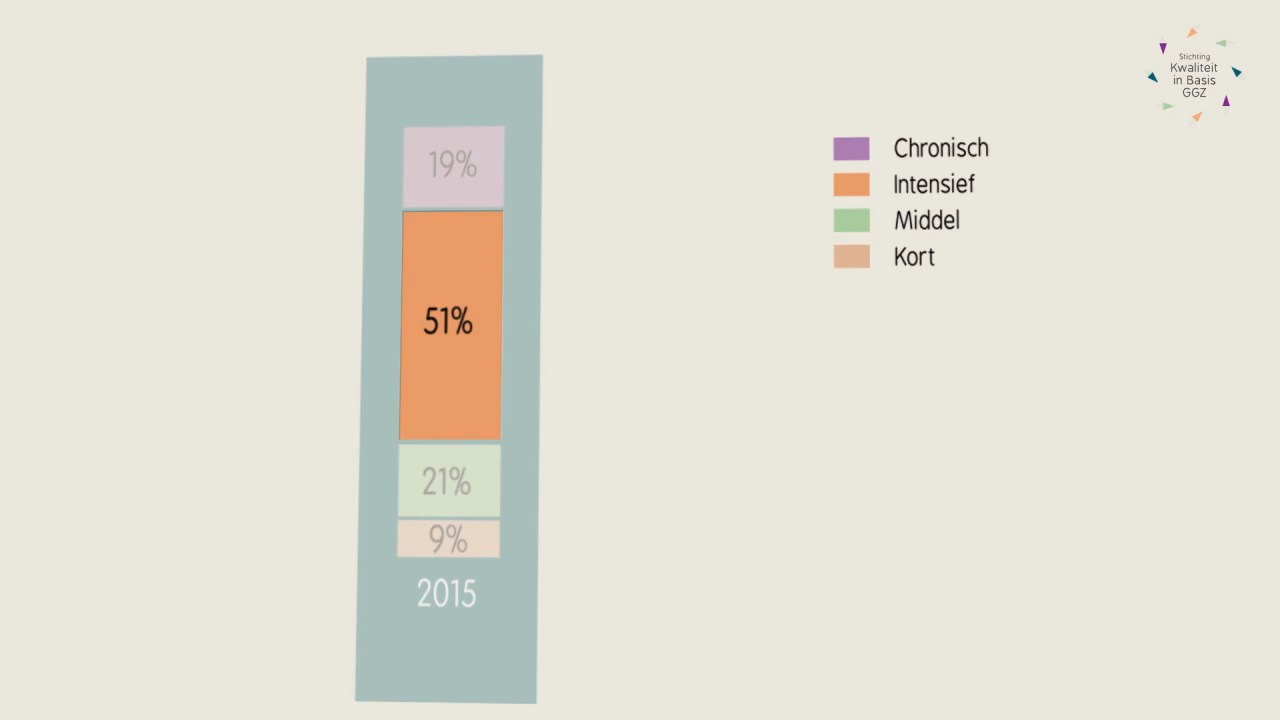 19%
51%
21%
9%
2015
Chronisch
Intensief
Middel
Kort
Stichting
Kwaliteit
in Basis
GGZ